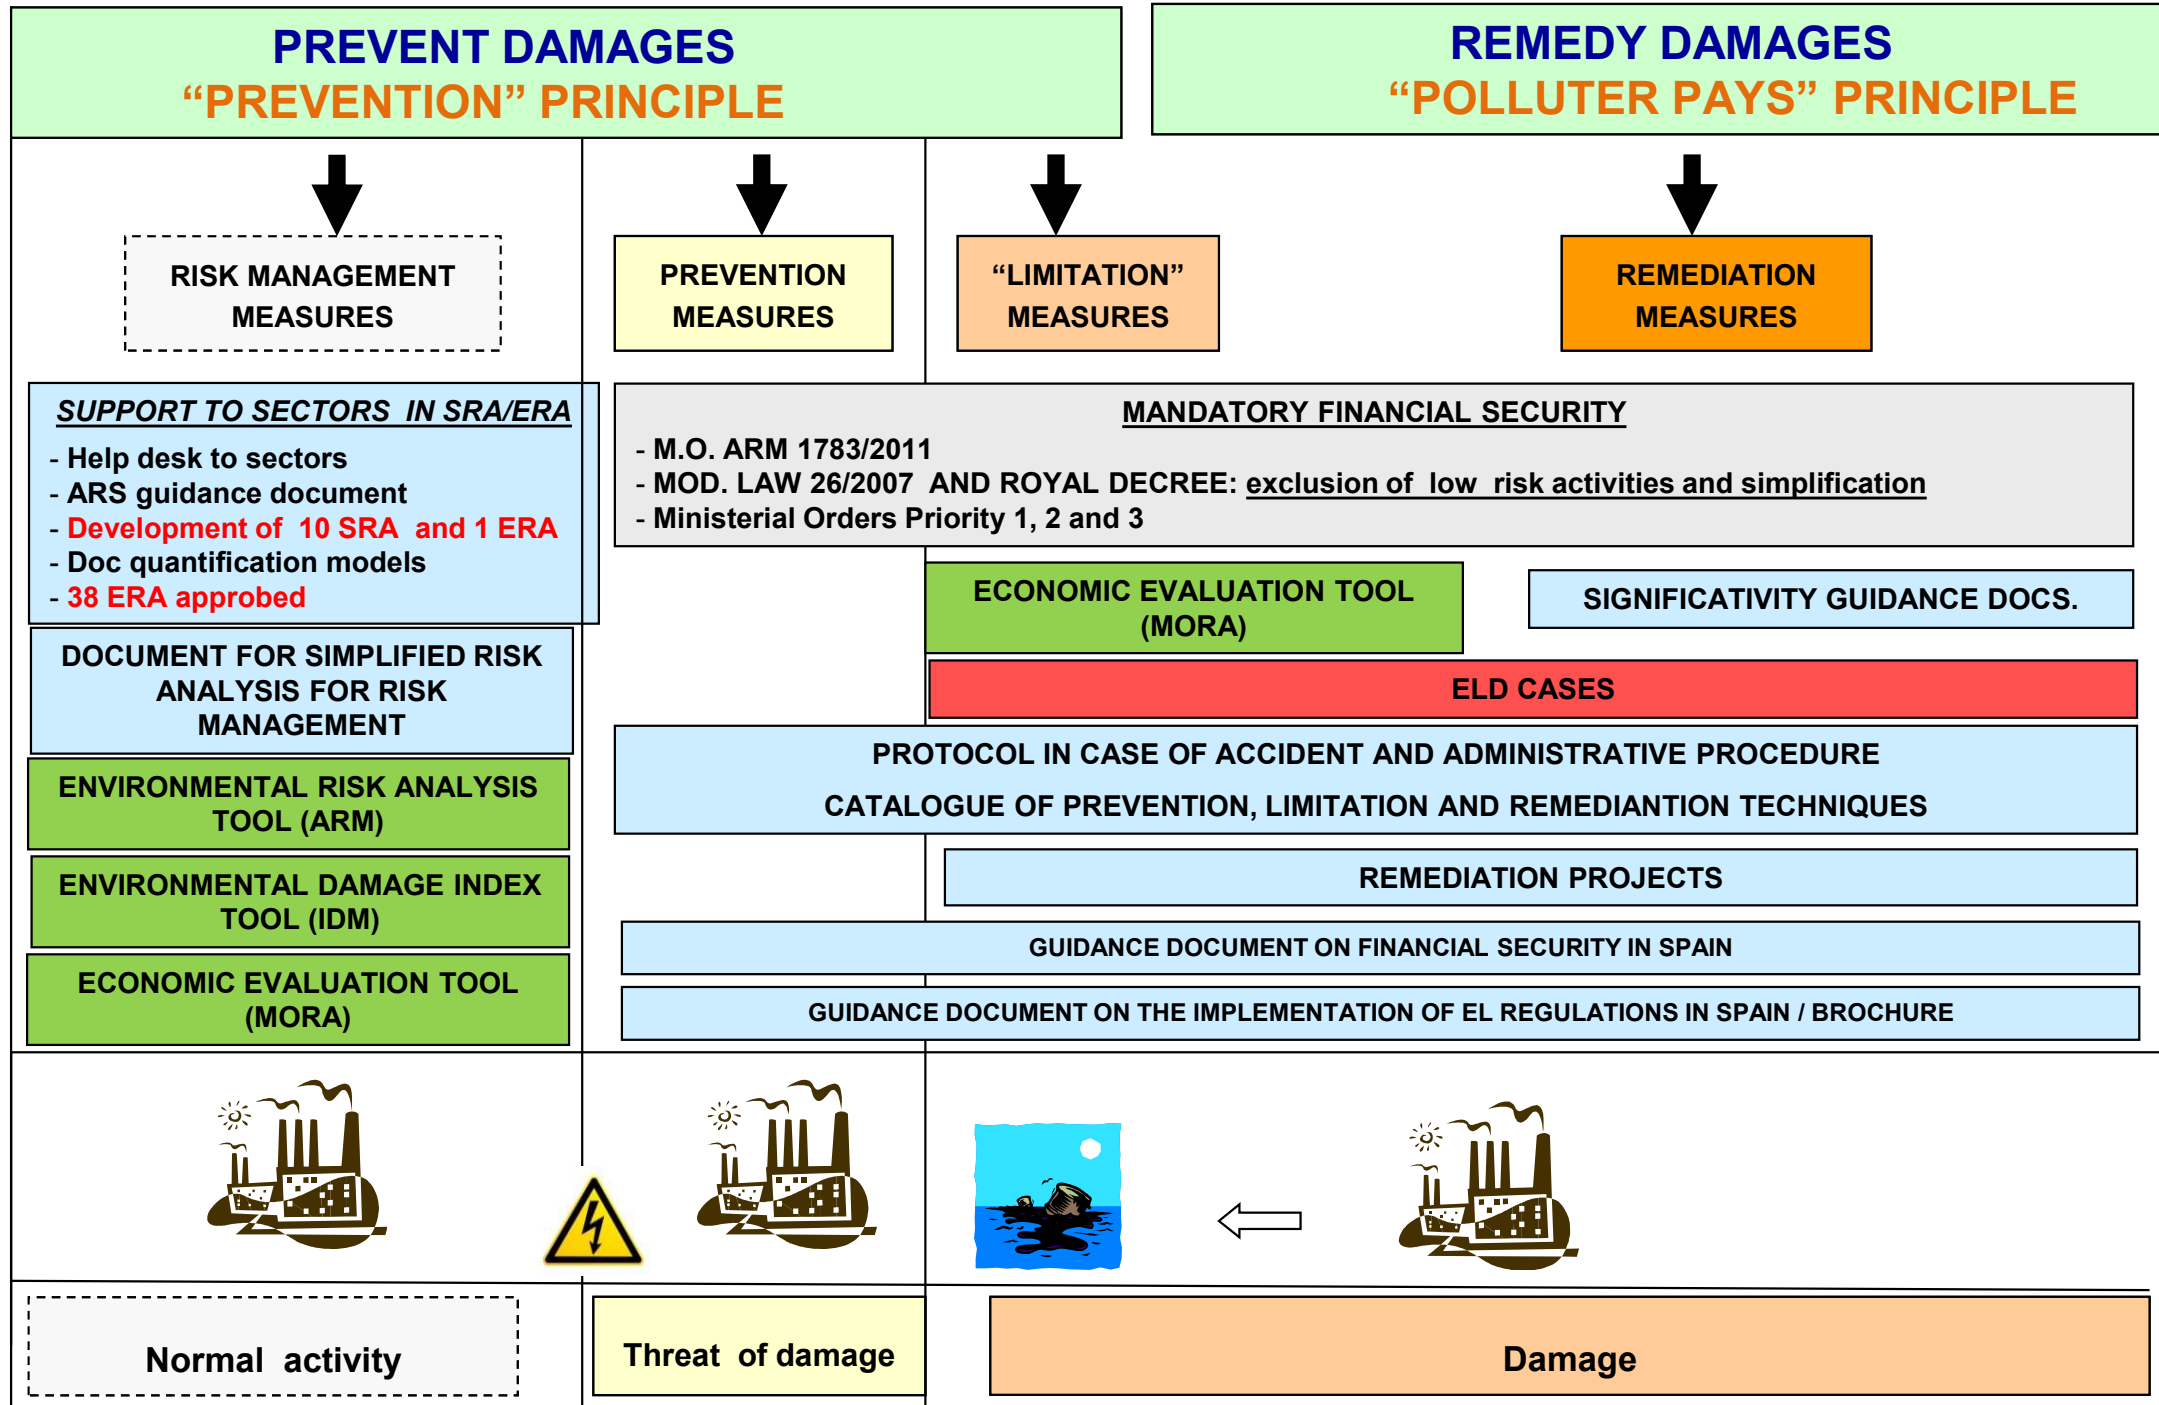 PREVENT DAMAGES
“PREVENTION” PRINCIPLE
REMEDY DAMAGES
“POLLUTER PAYS” PRINCIPLE
RISK MANAGEMENT
MEASURES
PREVENTION
MEASURES
“LIMITATION”
MEASURES
REMEDIATION
MEASURES
SUPPORT TO SECTORS IN SRA/ERA
- Help desk to sectors
- ARS guidance document
- Development of 10 SRA and 1 ERA
- Doc quantification models
- 38 ERA approbed
MANDATORY FINANCIAL SECURITY
- M.O. ARM 1783/2011
- MOD. LAW 26/2007 AND ROYAL DECREE: exclusion of low risk activities and simplification
- Ministerial Orders Priority 1, 2 and 3
ECONOMIC EVALUATION TOOL
(MORA)
SIGNIFICATIVITY GUIDANCE DOCS.
DOCUMENT FOR SIMPLIFIED RISK
ANALYSIS FOR RISK
MANAGEMENT
ELD CASES
PROTOCOL IN CASE OF ACCIDENT AND ADMINISTRATIVE PROCEDURE
CATALOGUE OF PREVENTION, LIMITATION AND REMEDIANTION TECHNIQUES
ENVIRONMENTAL RISK ANALYSIS
TOOL (ARM)
REMEDIATION PROJECTS
ENVIRONMENTAL DAMAGE INDEX
TOOL (IDM)
GUIDANCE DOCUMENT ON FINANCIAL SECURITY IN SPAIN
ECONOMIC EVALUATION TOOL
(MORA)
GUIDANCE DOCUMENT ON THE IMPLEMENTATION OF EL REGULATIONS IN SPAIN / BROCHURE
Normal activity
Threat of damage
Damage